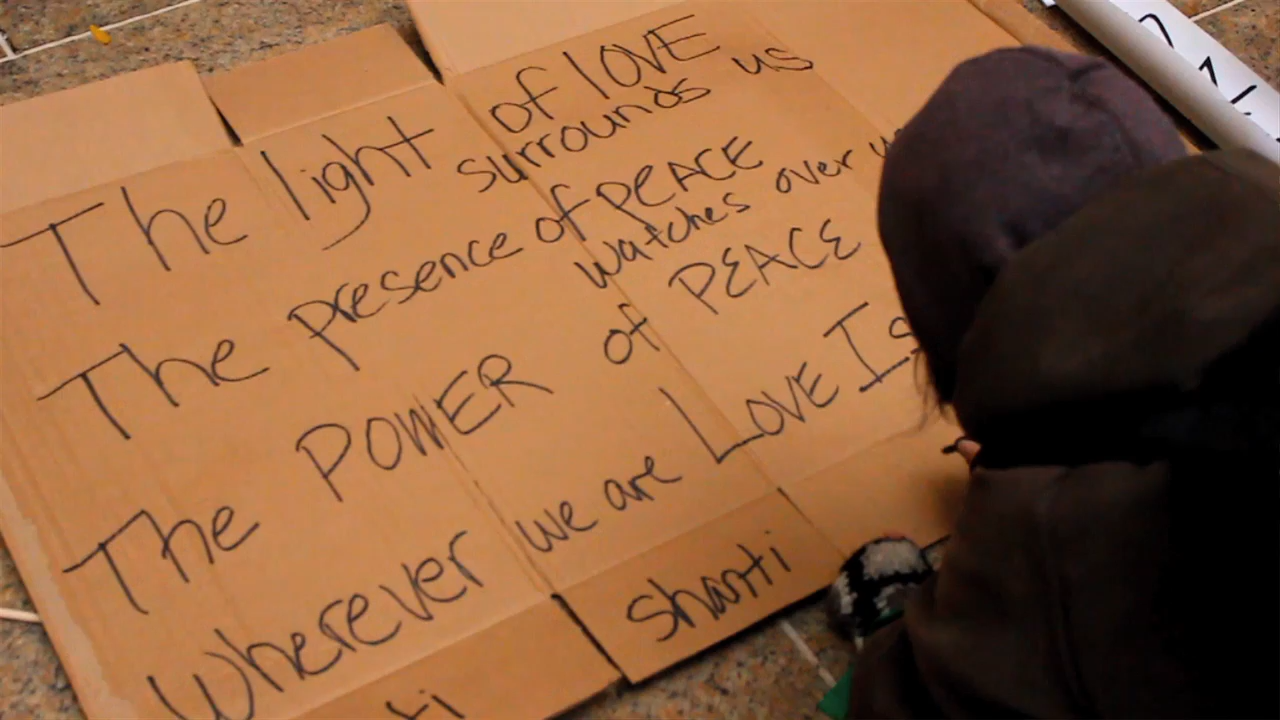 The light of LOVE
surrounds us
The presence of PEACE
watches over
The POWER of PEACE
Wherever we are LOVE Is
Shanti